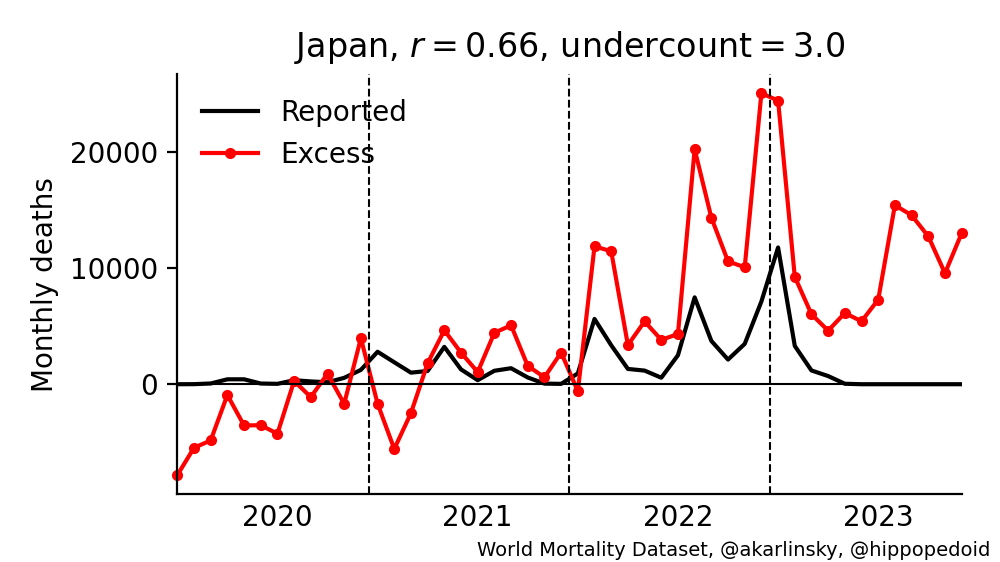 Japan, r = 0.66, undercount = 3.0
Reported
Excess
Monthly deaths
20000
10000
0
2020 2021 2022 2023
World Mortality Dataset, @akarlinsky, @hippopedoid